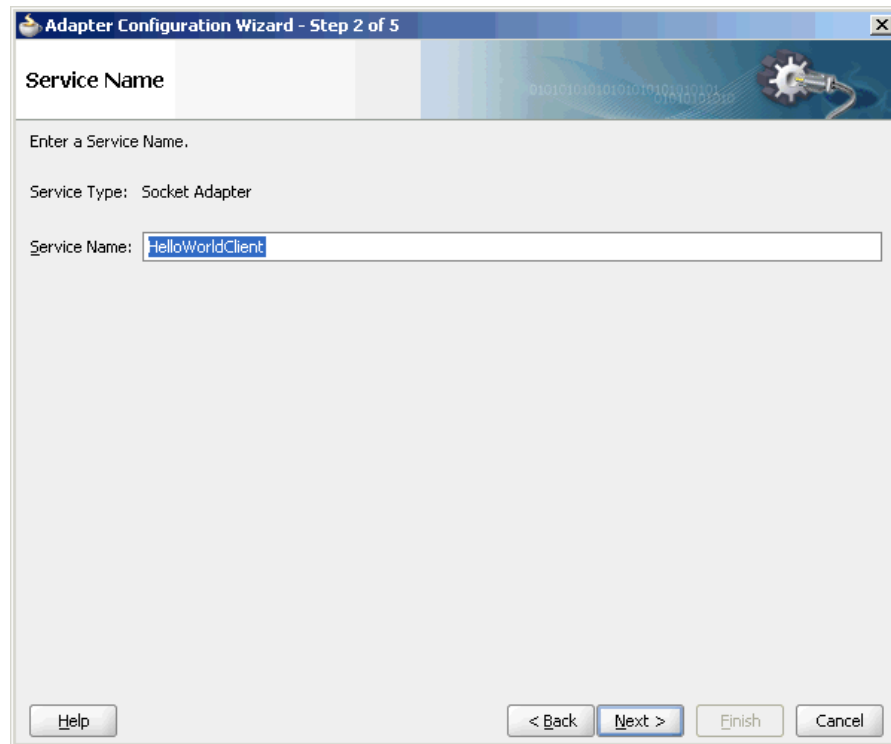 Adapter Configuration Wizard - Step 2 of 5
Service Name
Enter a Service Name.
Service Type: Socket Adapter
Service Name: HelloWorldClient
Help < Back Next > Finish Cancel